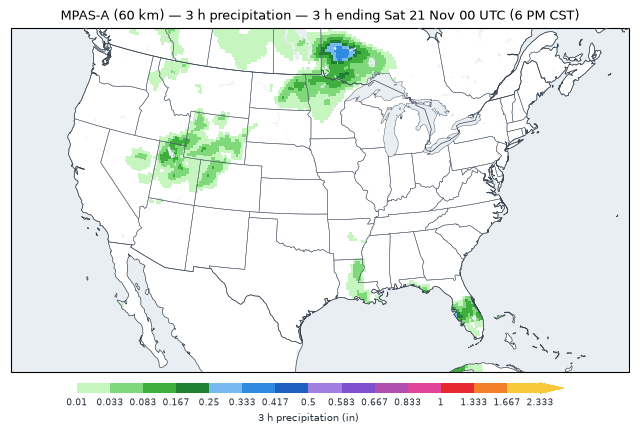 MPAS-A (60 km) — 3 h precipitation — 3 h ending Sat 21 Nov 00 UTC (6 PM CST)
0.01 0.033 0.083 0.167 0.25 0.333 0.417 0.5 0.583 0.667 0.833 1 1.333 1.667 2.333
3 h precipitation (in)